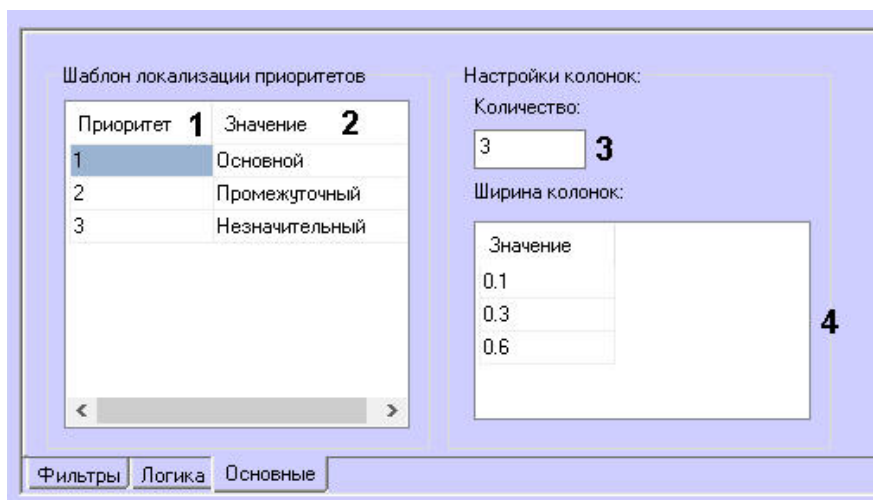 Шаблон локализации приоритетов
Приоритет 1 Значение 2
1 Основной
2 Промежуточный
3 Незначительный
Настройки колонок:
Количество:
3 3
Ширина колонок:
Значение
0.1
0.3
0.6
4
Фильтры Логика Основные